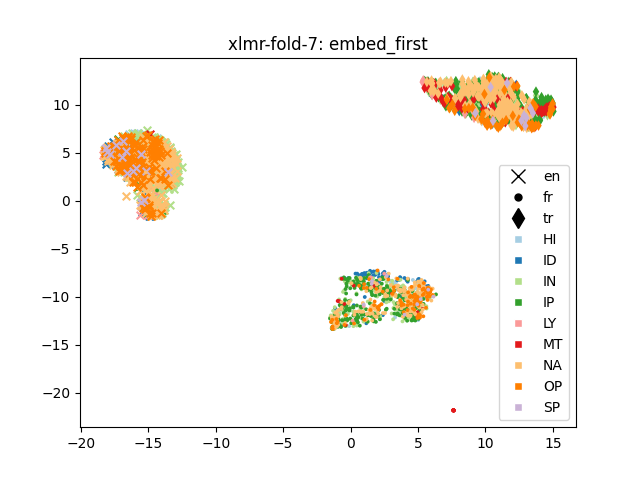 xlmr-fold-7: embed_first
10
5
0
−5
−10
−15
−20
−20
−15
−10
−5
0
5
10
15
en
fr
tr
HI
ID
IN
IP
LY
MT
NA
OP
SP